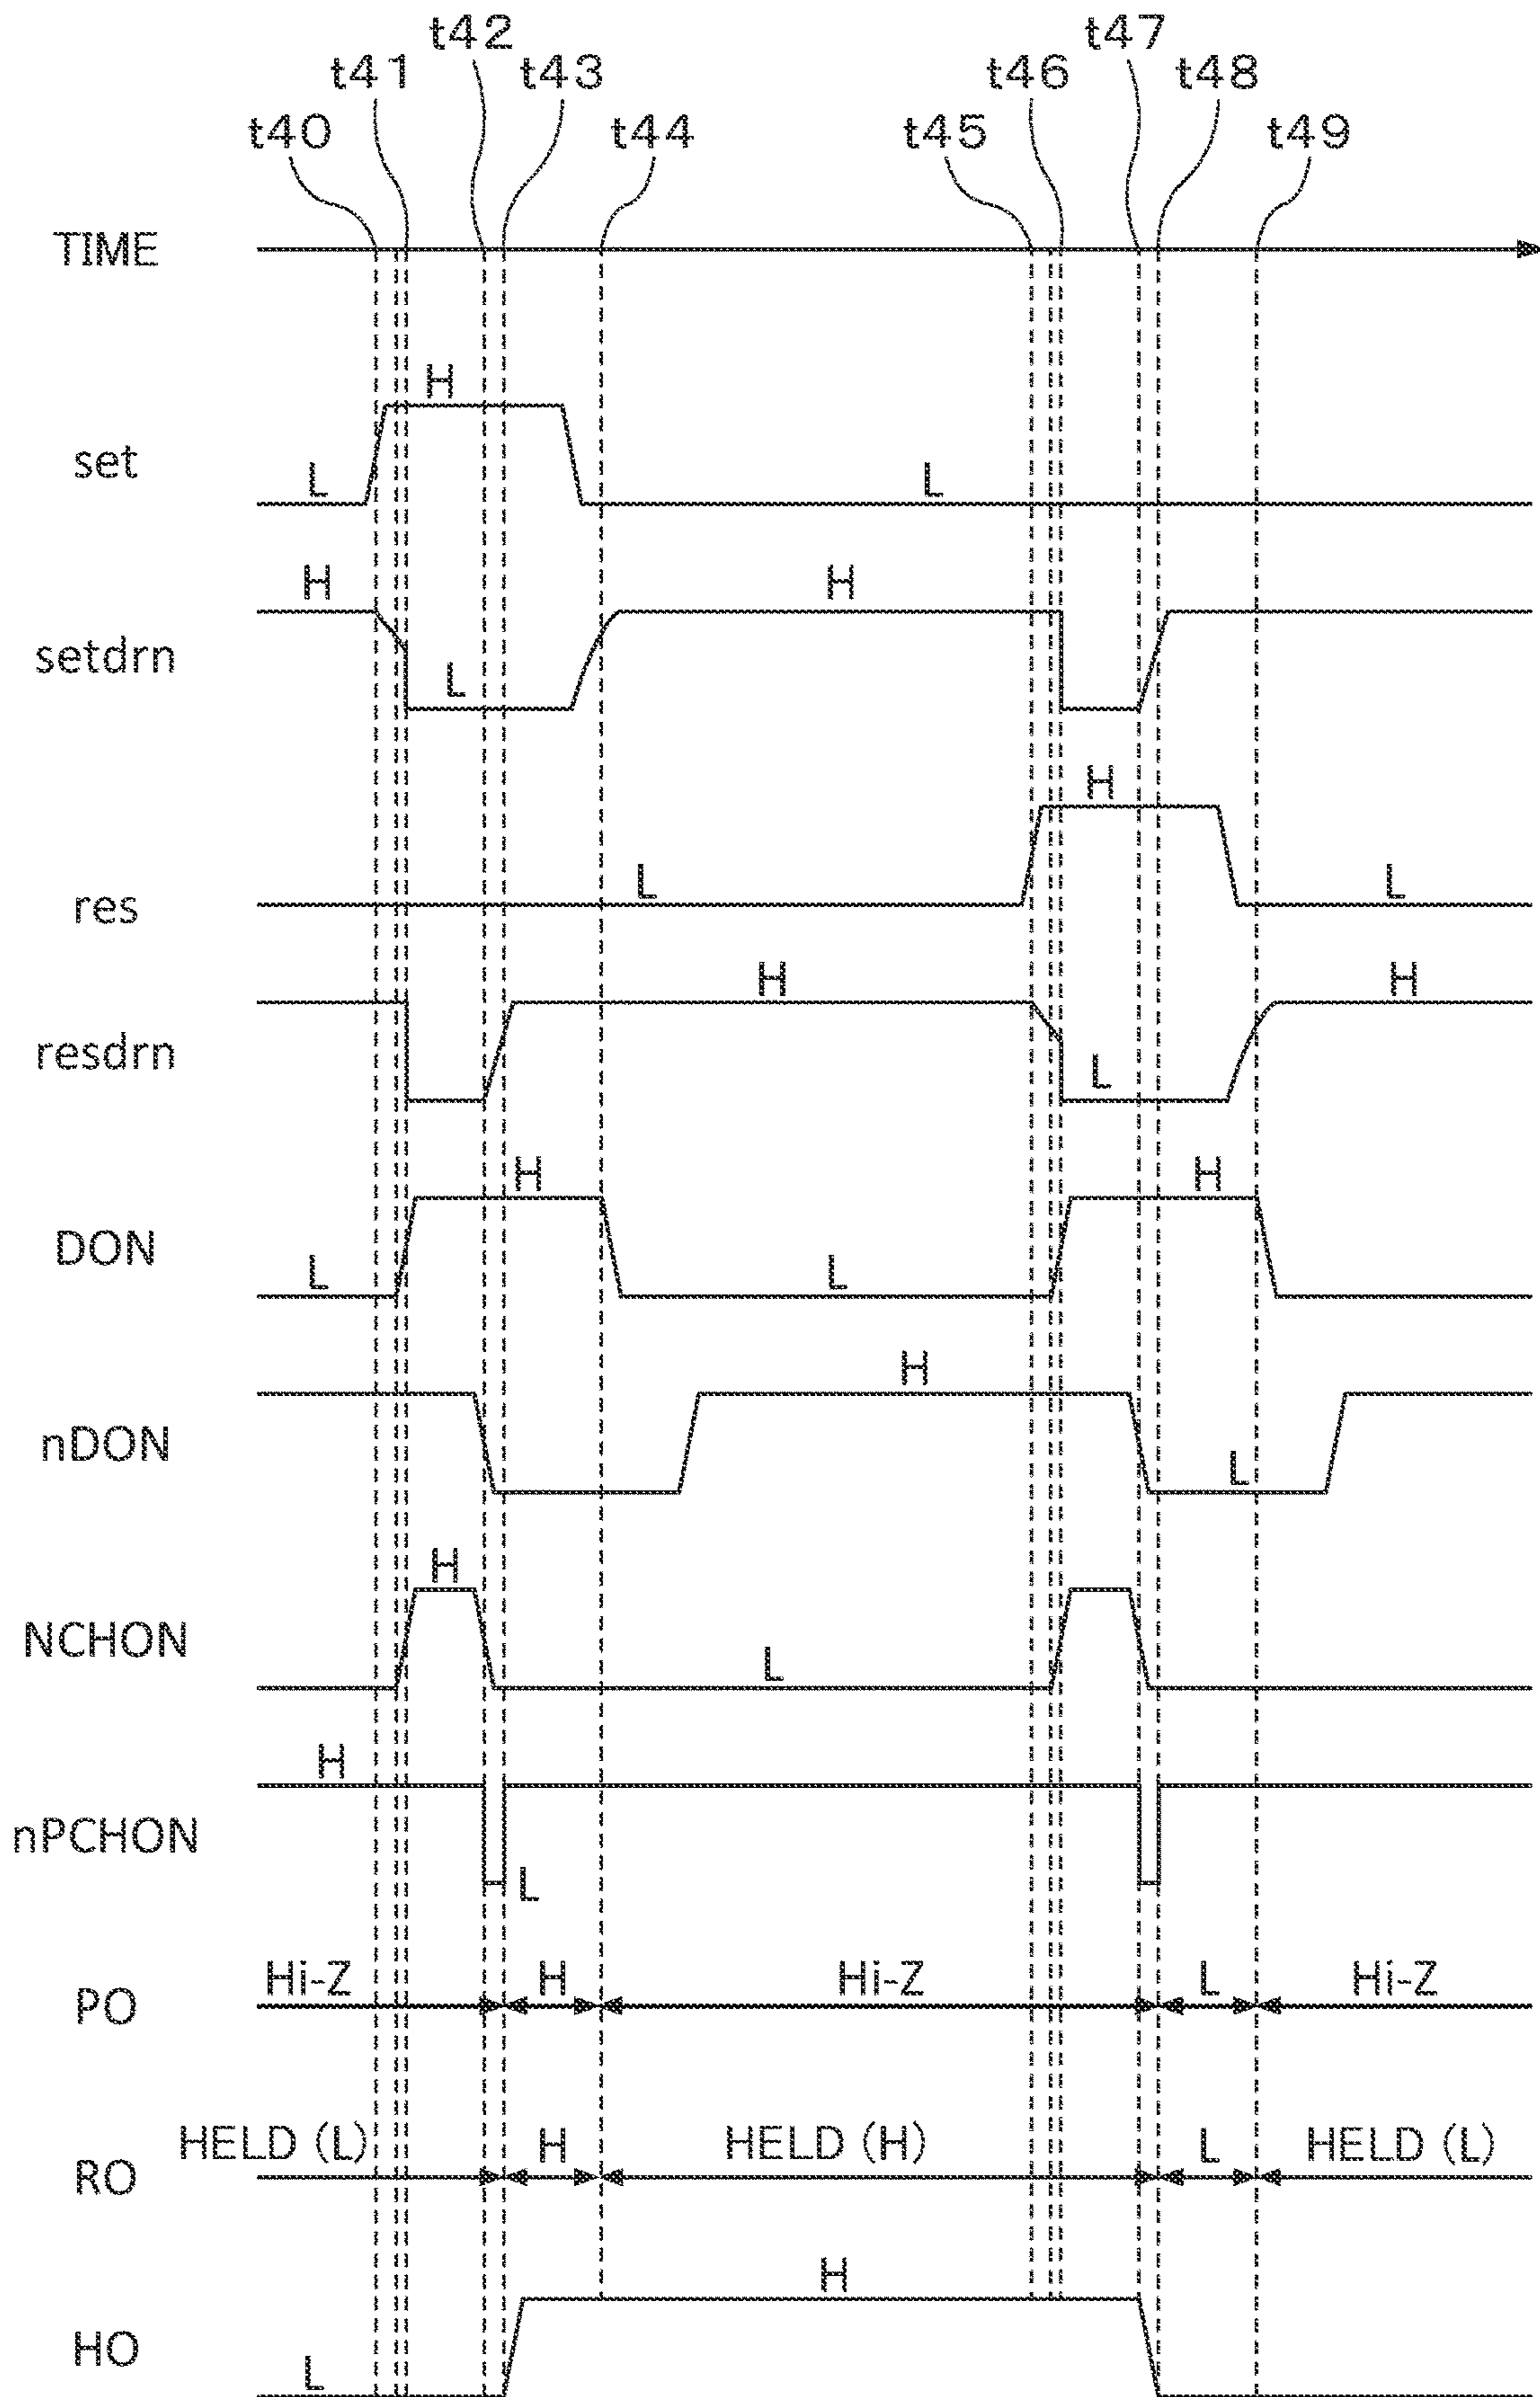 t42 t47
t41 t43 t46 t48
t40 t44 t45 t49
TIME
H
set L L
H H
setdrn L
H
res L L
H H
resdrn L
H H
DON L L
H
nDON L
H
NCHON L
H
nPCHON L
Hi-Z H Hi-Z L Hi-Z
PO
HELD (L) H HELD (H) L HELD (L)
RO
H
HO L